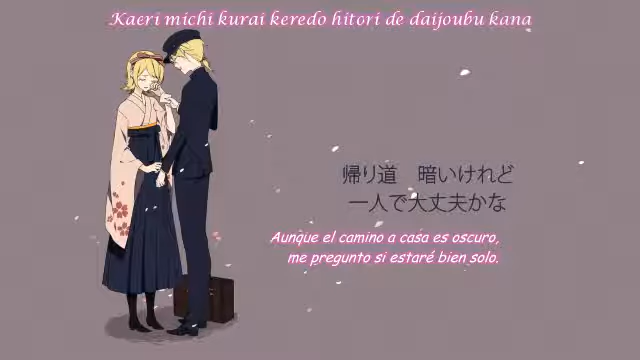 Kaeri michi kurai keredo hitori de daijoubu kana
帰り道　暗いけれど
一人で大丈夫かな
Aunque el camino a casa es oscuro,
me pregunto si estaré bien solo.